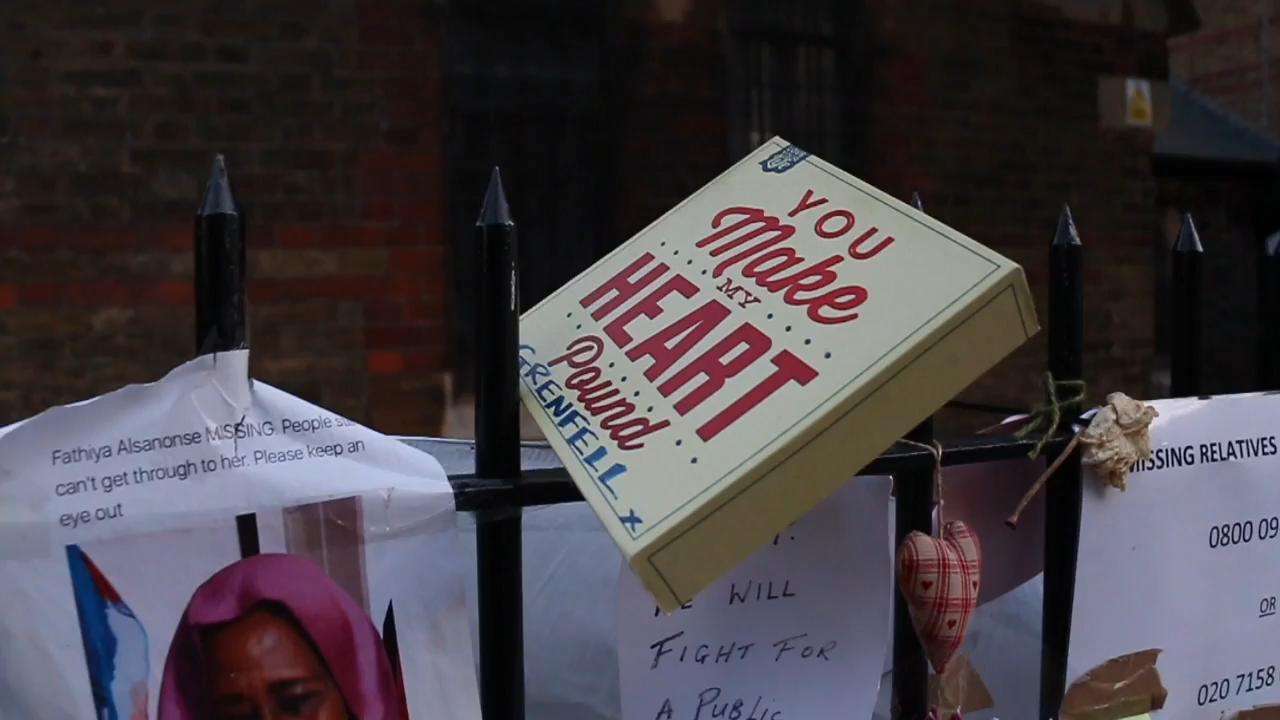 Fathiya Alsanonse MISSING. People
can't get through to her. Please keep an
eye out
YOU
Make
MY
HEART
Pound
GRENFELL
X
WILL
FIGHT FOR
A PUBLIC
MISSING RELATIVES
0800 09
OR
020 7158